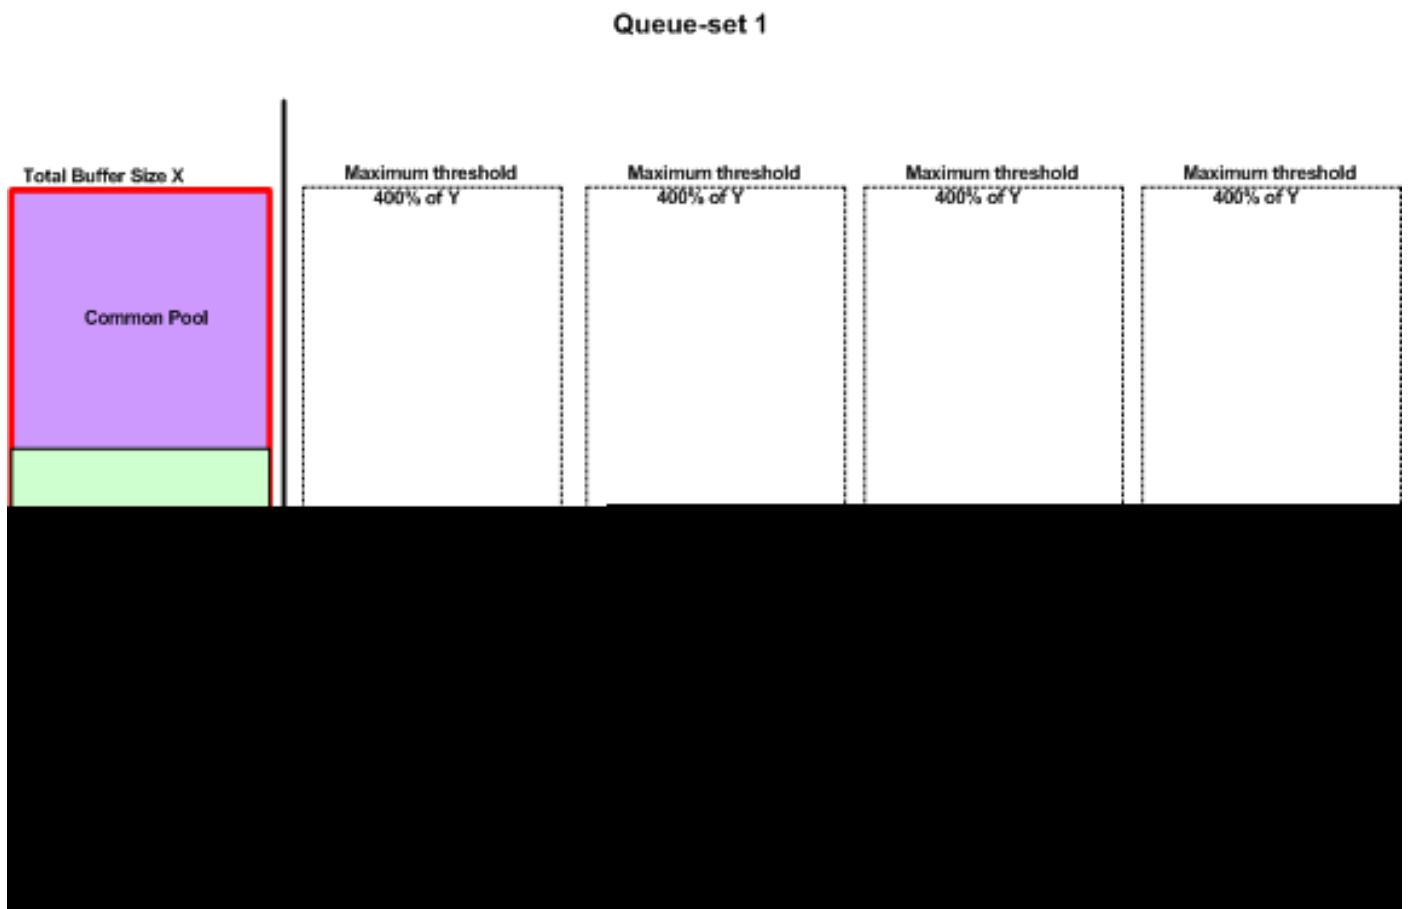 Queue-set 1
Total Buffer Size X
Maximum threshold
400% of Y
Maximum threshold
400% of Y
Maximum threshold
400% of Y
Maximum threshold
400% of Y
Common Pool